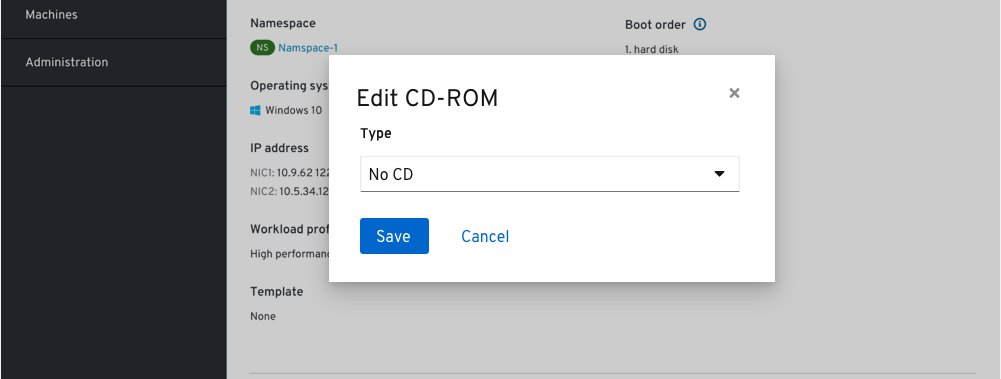 Machines
Administration
Namespace
NS Namspace-1
Operating sys
Windows 10
IP address
NIC1: 10.9.62 122
NIC2: 10.5.34.12
Workload prof
High performan
Template
None
Boot order
1. hard disk
Edit CD-ROM
Type
No CD
Save Cancel